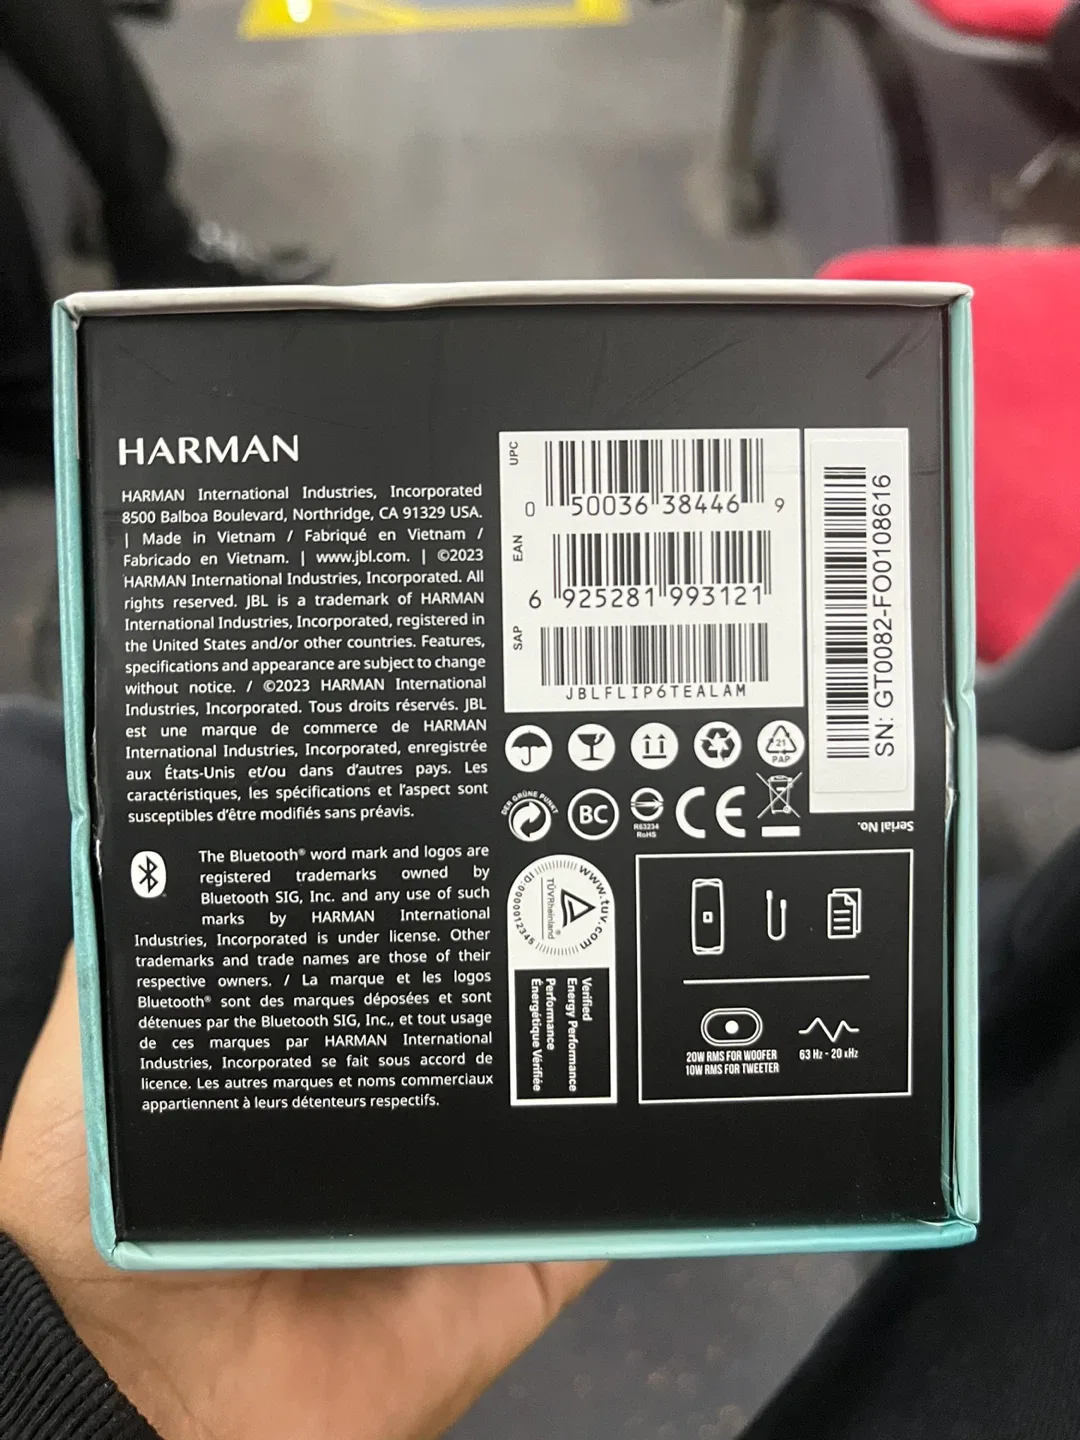 HARMAN
HARMAN International Industries, Incorporated
8500 Balboa Boulevard, Northridge, CA 91329 USA.
| Made in Vietnam / Fabriqué en Vietnam /
Fabricado en Vietnam. | www.jbl.com. | ©2023
HARMAN International Industries, Incorporated. All
rights reserved. JBL is a trademark of HARMAN
International Industries, Incorporated, registered in
the United States and/or other countries. Features,
specifications and appearance are subject to change
without notice. / ©2023 HARMAN International
Industries, Incorporated. Tous droits réservés. JBL
est une marque de commerce de HARMAN
International Industries, Incorporated, enregistrée
aux États-Unis et/ou dans d'autres pays. Les
caractéristiques, les spécifications et l'aspect sont
susceptibles d'être modifiés sans préavis.
The Bluetooth® word mark and logos are
registered trademarks owned by
Bluetooth SIG, Inc. and any use of such
marks by HARMAN International
Industries, Incorporated is under license. Other
trademarks and trade names are those of their
respective owners. / La marque et les logos
Bluetooth® sont des marques déposées et sont
détenues par the Bluetooth SIG, Inc., et tout usage
de ces marques par HARMAN International
Industries, Incorporated se fait sous accord de
licence. Les autres marques et noms commerciaux
appartiennent à leurs détenteurs respectifs.
UPC
0 50036 38446 9
EAN
6 925281 993121
SAP
JBLFLIP6TEALAM
SN: GT0082-FO0108616
Serial No.
21
PAP
DER GRÜNE PUNKT
BC
R63234
RoHS
CE
www.tuv.com
TÜVRheinland®
ID:0000012345
Verified
Energy Performance
Performance
Énergétique Vérifiée
20W RMS FOR WOOFER
10W RMS FOR TWEETER
63 Hz - 20 kHz